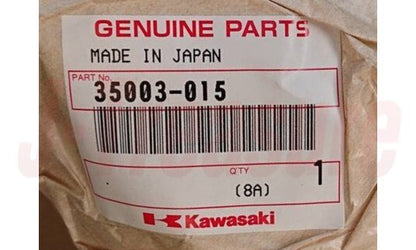 GENUINE PARTS
MADE IN JAPAN
PART No.
35003-015
Q'TY
1
(8A)
Kawasaki